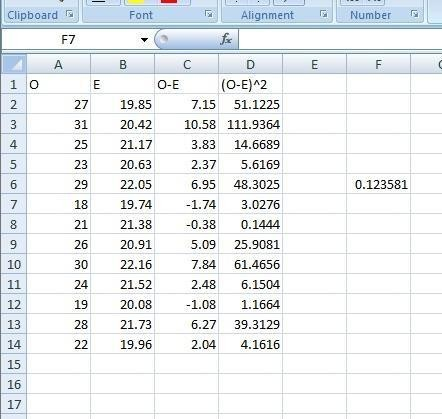 Clipboard Font Alignment Number
F7 fx
A B C D E F
1 O E O-E (O-E)^2
2 27 19.85 7.15 51.1225
3 31 20.42 10.58 111.9364
4 25 21.17 3.83 14.6689
5 23 20.63 2.37 5.6169
6 29 22.05 6.95 48.3025 0.123581
7 18 19.74 -1.74 3.0276
8 21 21.38 -0.38 0.1444
9 26 20.91 5.09 25.9081
10 30 22.16 7.84 61.4656
11 24 21.52 2.48 6.1504
12 19 20.08 -1.08 1.1664
13 28 21.73 6.27 39.3129
14 22 19.96 2.04 4.1616
15
16
17